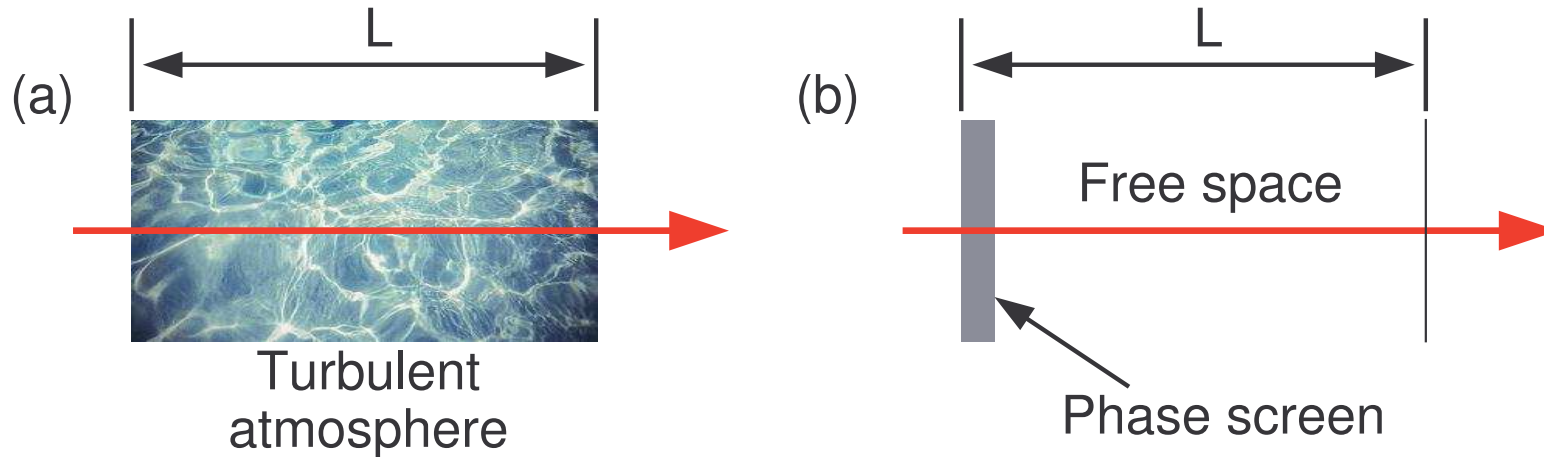 (a)
L
Turbulent
atmosphere
(b)
L
Free space
Phase screen